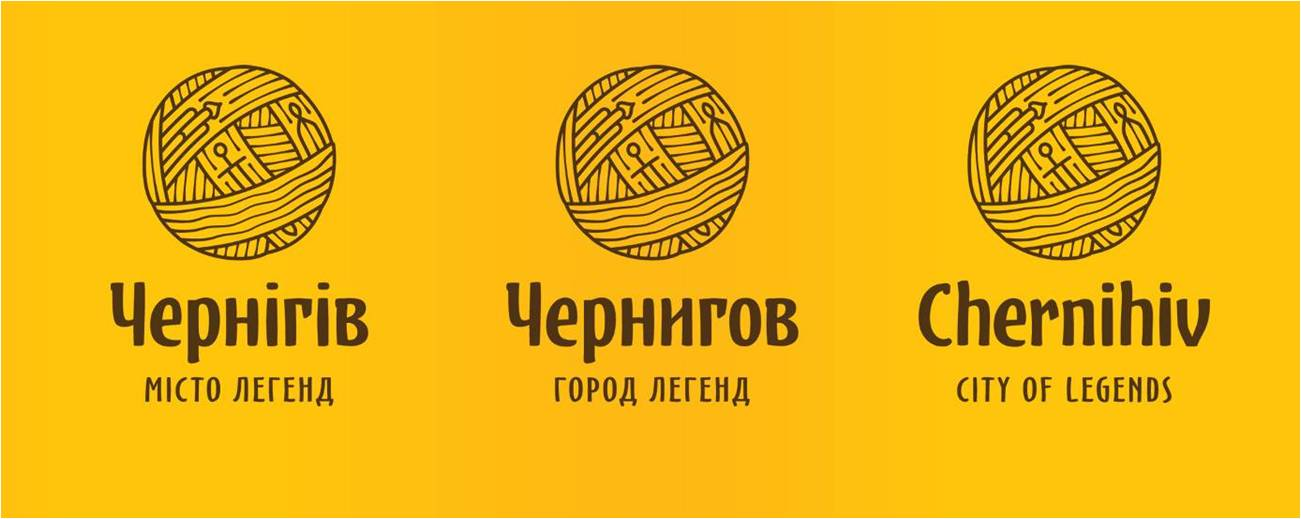 Чернігів
МІСТО ЛЕГЕНД
Чернигов
ГОРОД ЛЕГЕНД
Chernihiv
CITY OF LEGENDS